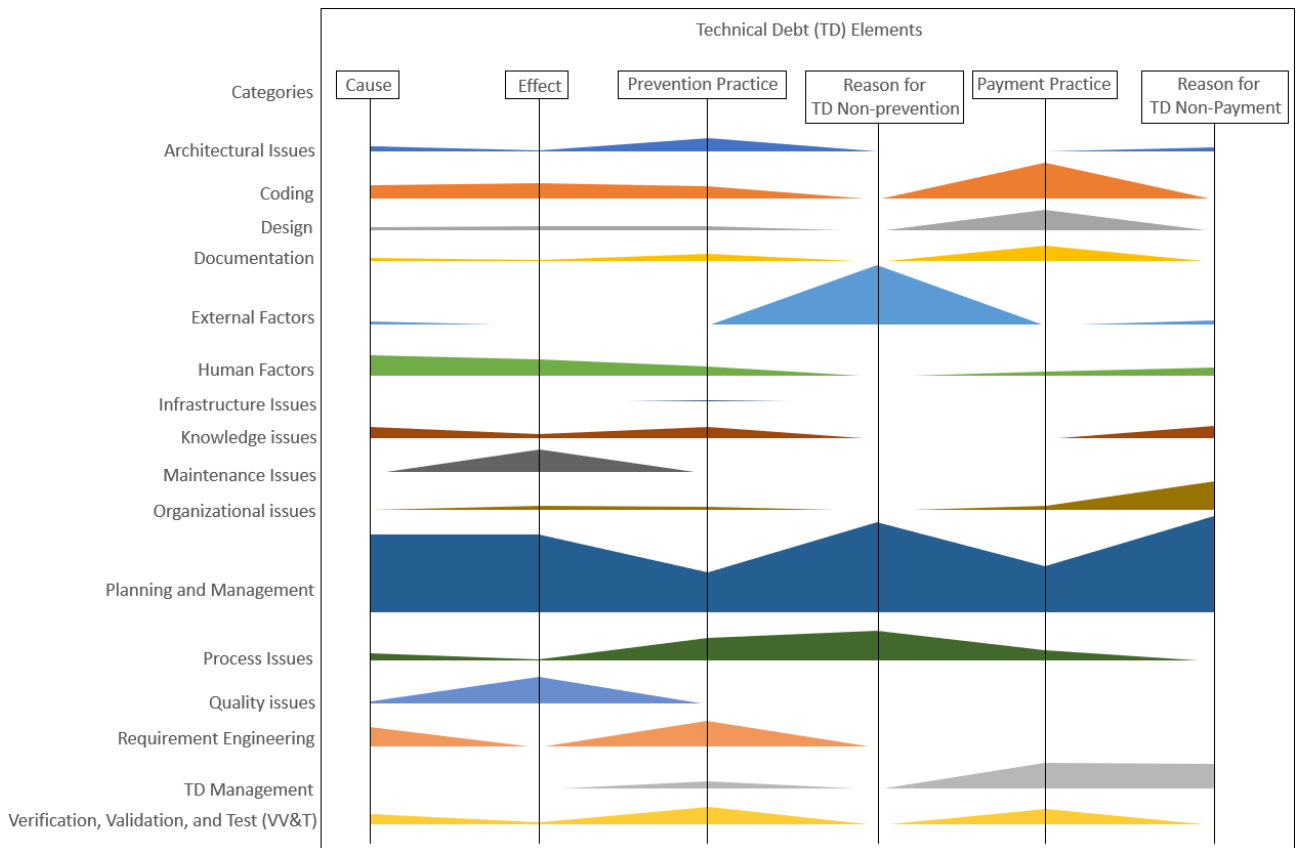 Technical Debt (TD) Elements
Categories
Cause
Effect
Prevention Practice
Reason for
TD Non-prevention
Payment Practice
Reason for
TD Non-Payment
Architectural Issues
Coding
Design
Documentation
External Factors
Human Factors
Infrastructure Issues
Knowledge issues
Maintenance Issues
Organizational issues
Planning and Management
Process Issues
Quality issues
Requirement Engineering
TD Management
Verification, Validation, and Test (VV&T)